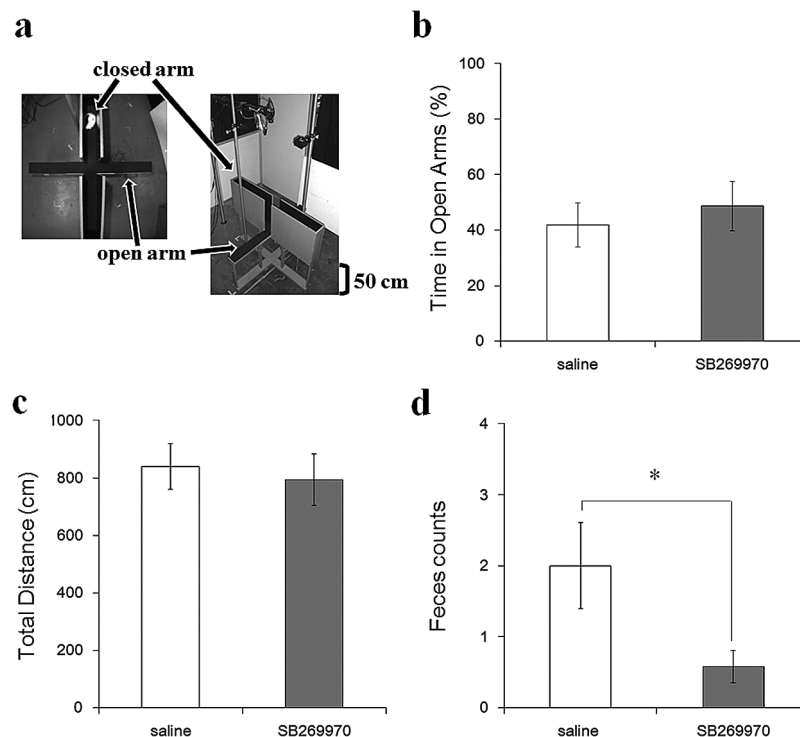 a
closed arm
open arm
50 cm
b
Time in Open Arms (%)
100
80
60
40
20
0
saline
SB269970
c
Total Distance (cm)
1000
800
600
400
200
0
saline
SB269970
d
Feces counts
4
3
2
1
0
*
saline
SB269970